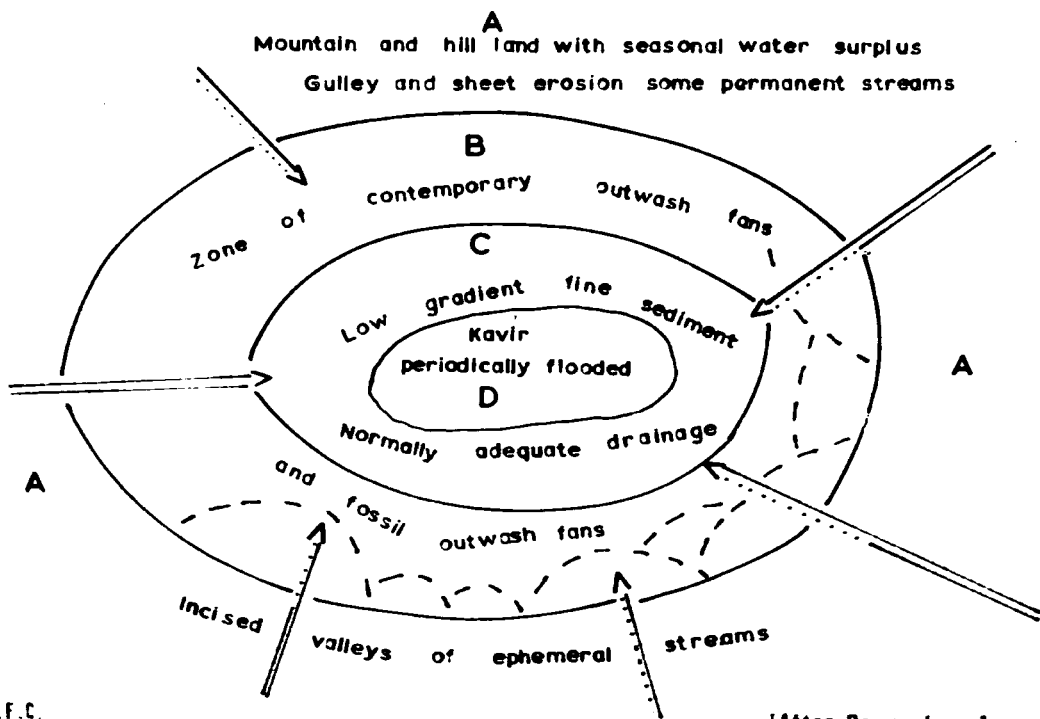 A
Mountain and hill land with seasonal water surplus
Gulley and sheet erosion some permanent streams
B
Zone of contemporary outwash fans
C
Low gradient fine sediment
Kavir
periodically flooded
D
A
Normally adequate drainage
A
and fossil outwash fans
Incised valleys of ephemeral streams